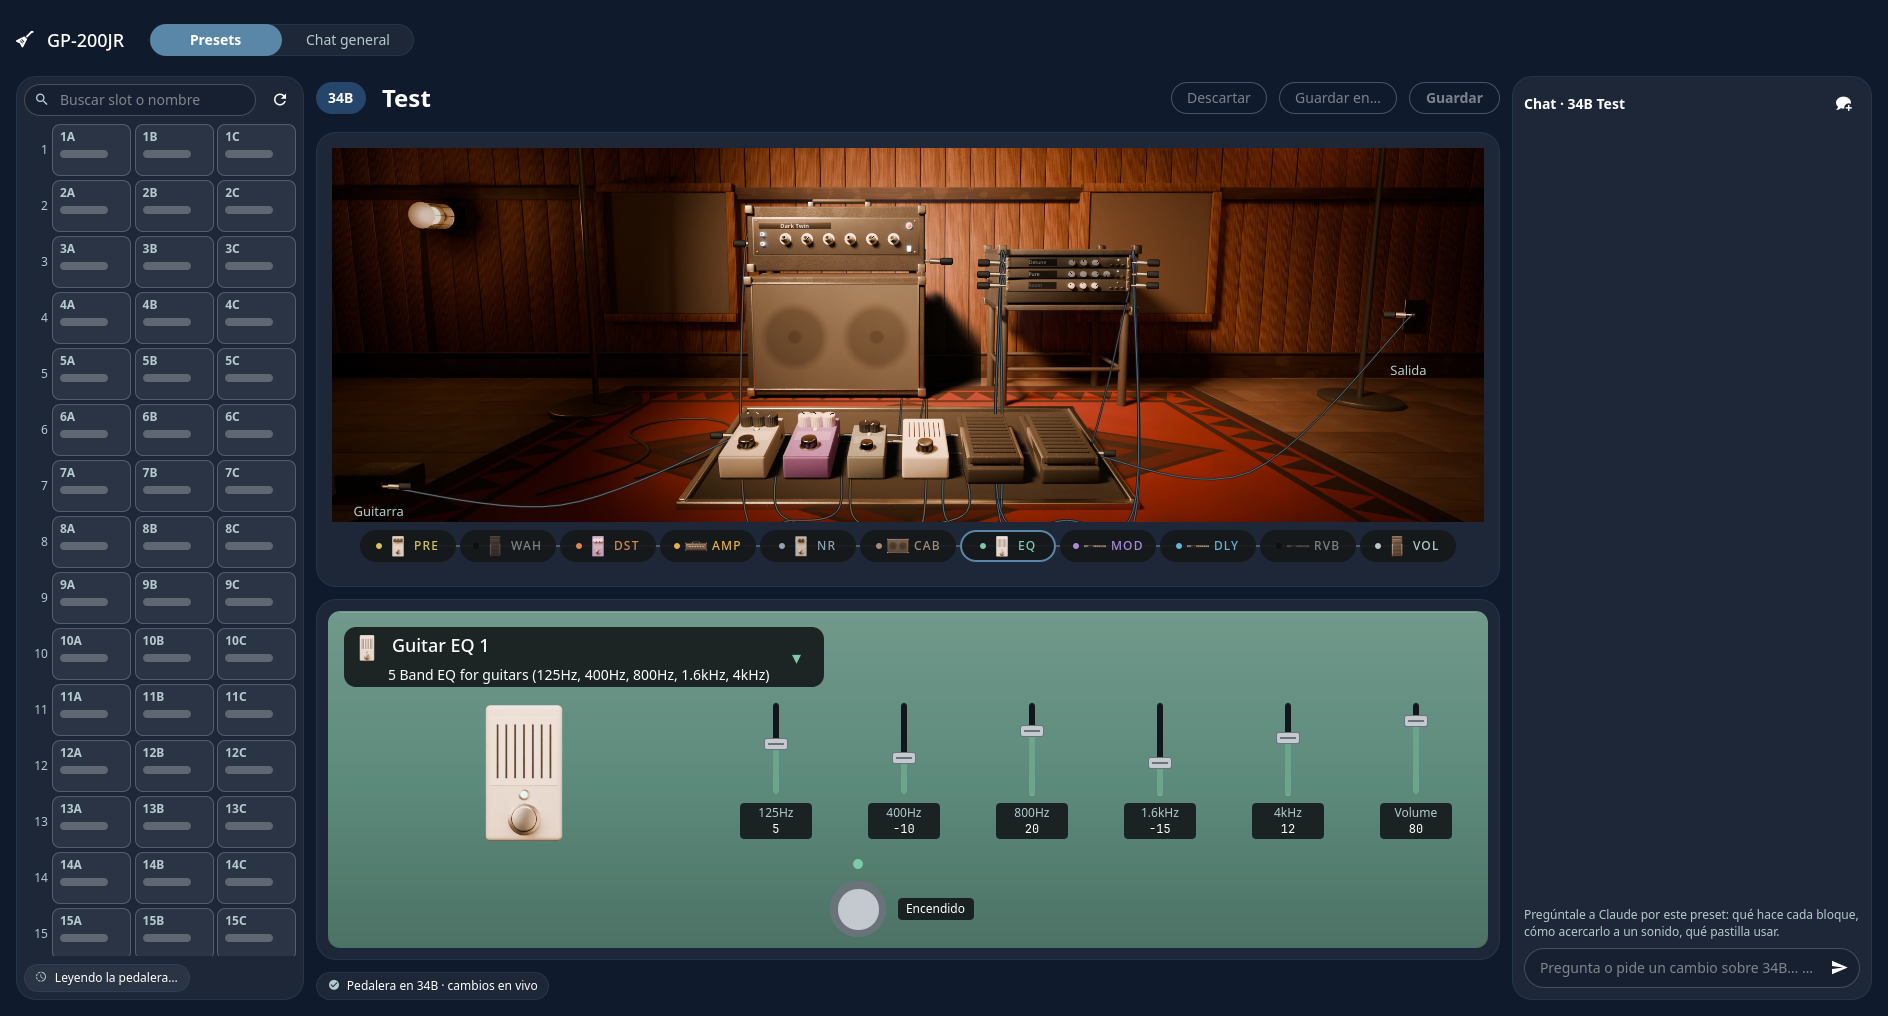 GP-200JR
Presets
Chat general
Buscar slot o nombre
1 1A 1B 1C
2 2A 2B 2C
3 3A 3B 3C
4 4A 4B 4C
5 5A 5B 5C
6 6A 6B 6C
7 7A 7B 7C
8 8A 8B 8C
9 9A 9B 9C
10 10A 10B 10C
11 11A 11B 11C
12 12A 12B 12C
13 13A 13B 13C
14 14A 14B 14C
15 15A 15B 15C
Leyendo la pedalera...
34B Test
Descartar
Guardar en...
Guardar
Dark Twin
Detune
Pure
Room
Salida
Guitarra
PRE WAH DST AMP NR CAB EQ MOD DLY RVB VOL
Guitar EQ 1
5 Band EQ for guitars (125Hz, 400Hz, 800Hz, 1.6kHz, 4kHz)
▼
125Hz 400Hz 800Hz 1.6kHz 4kHz Volume
5 -10 20 -15 12 80
Encendido
Pedalera en 34B · cambios en vivo
Chat · 34B Test
Pregúntale a Claude por este preset: qué hace cada bloque,
cómo acercarlo a un sonido, qué pastilla usar.
Pregunta o pide un cambio sobre 34B... ...